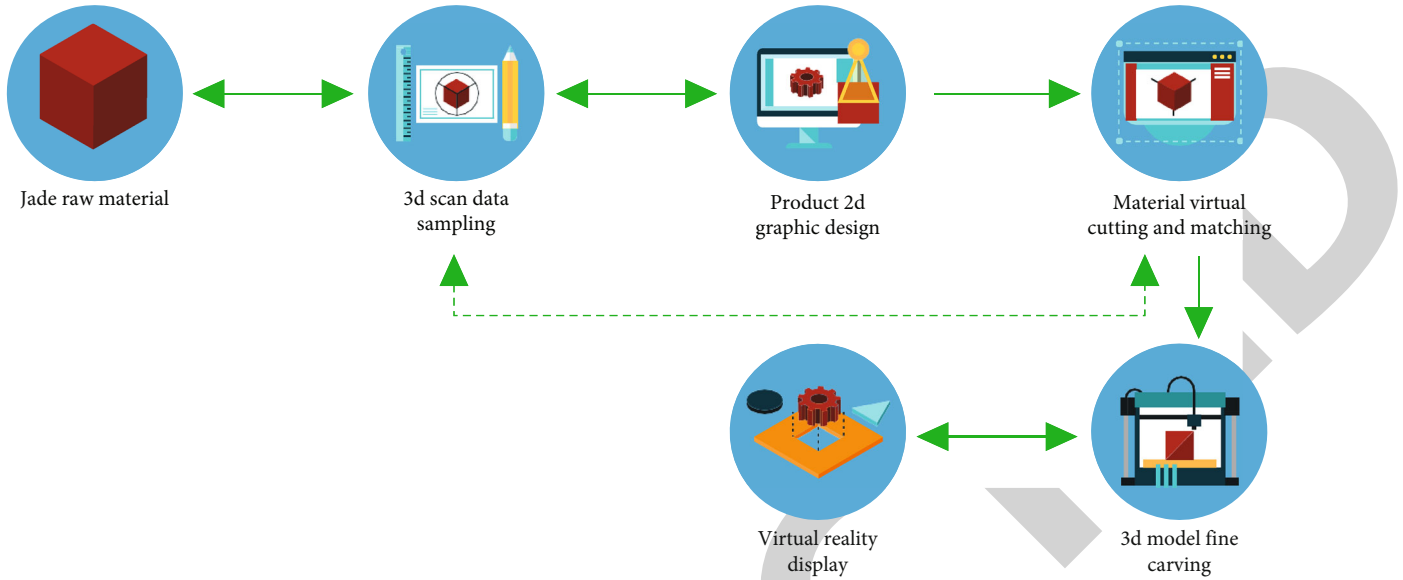 Jade raw material
3d scan data
sampling
Product 2d
graphic design
Material virtual
cutting and matching
Virtual reality
display
3d model fine
carving